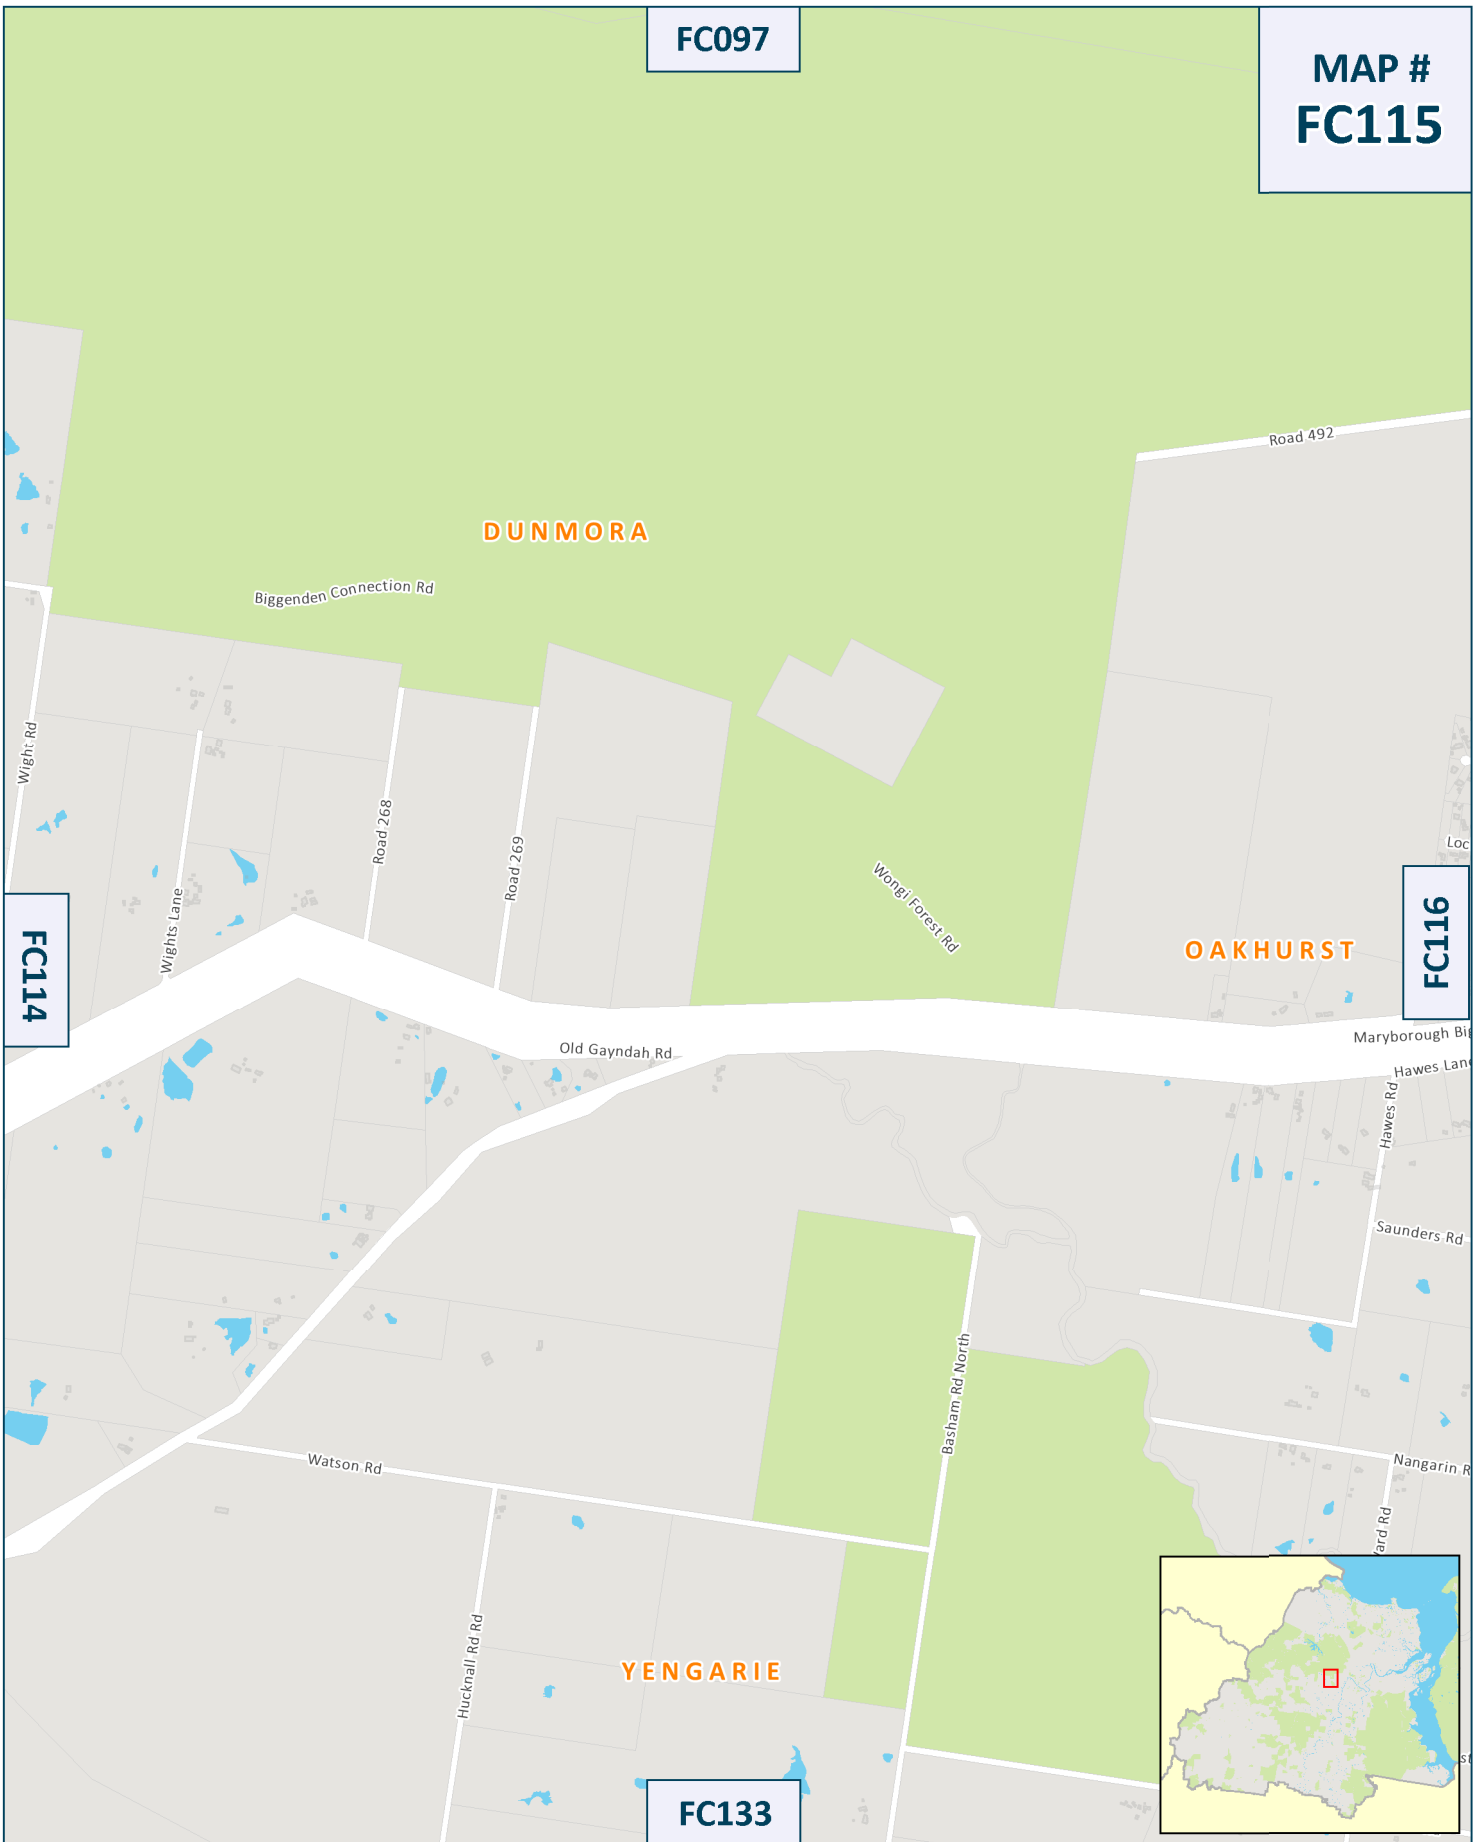 FC097
MAP #
FC115
Road 492
DUNMORA
Biggenden Connection Rd
Wight Rd
Road 268
Road 269
Loc
Wongi Forest Rd
Wights Lane
FC114
OAKHURST
FC116
Maryborough Big
Old Gayndah Rd
Hawes Lane
Hawes Rd
Saunders Rd
Basham Rd North
Watson Rd
Nangarin R
Hucknall Rd Rd
YENGARIE
FC133